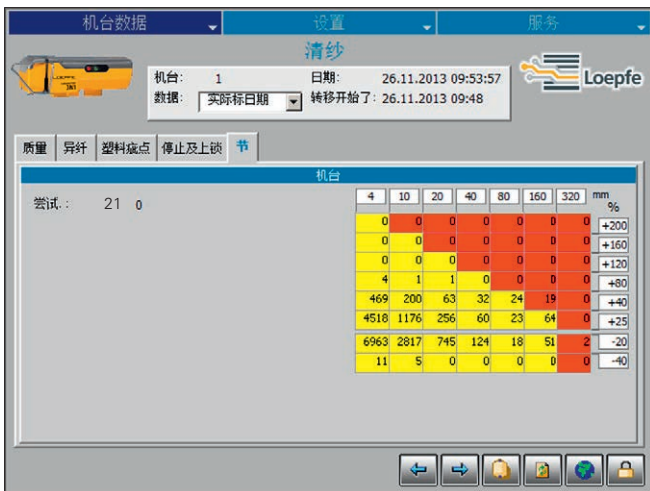 机台数据 设置 服务
清纱
LOEPFE
3N1
机台: 1 日期: 26.11.2013 09:53:57
数据: 实际标日期 转移开始了: 26.11.2013 09:48
Loepfe
质量 异纤 塑料疵点 停止及上锁 节
机台
尝试.: 21 0
4 10 20 40 80 160 320 mm
%
0 0 0 0 0 0 0 +200
0 0 0 0 0 0 0 +160
0 0 0 0 0 0 0 +120
4 1 1 0 0 0 0 +80
469 200 63 32 24 19 0 +40
4518 1176 256 60 23 64 0 +25
6963 2817 745 124 18 51 2 -20
11 5 0 0 0 0 0 -40